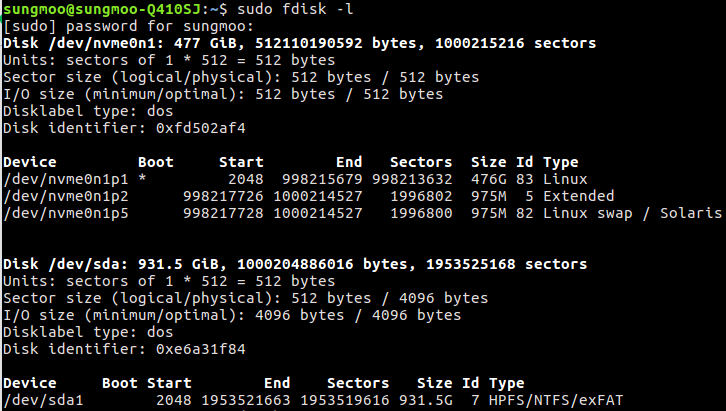 sungmoo@sungmoo-Q410SJ:~$ sudo fdisk -l
[sudo] password for sungmoo:
Disk /dev/nvme0n1: 477 GiB, 512110190592 bytes, 1000215216 sectors
Units: sectors of 1 * 512 = 512 bytes
Sector size (logical/physical): 512 bytes / 512 bytes
I/O size (minimum/optimal): 512 bytes / 512 bytes
Disklabel type: dos
Disk identifier: 0xfd502af4
Device Boot Start End Sectors Size Id Type
/dev/nvme0n1p1 * 2048 998215679 998213632 476G 83 Linux
/dev/nvme0n1p2 998217726 1000214527 1996802 975M 5 Extended
/dev/nvme0n1p5 998217728 1000214527 1996800 975M 82 Linux swap / Solaris
Disk /dev/sda: 931.5 GiB, 1000204886016 bytes, 1953525168 sectors
Units: sectors of 1 * 512 = 512 bytes
Sector size (logical/physical): 512 bytes / 4096 bytes
I/O size (minimum/optimal): 4096 bytes / 4096 bytes
Disklabel type: dos
Disk identifier: 0xe6a31f84
Device Boot Start End Sectors Size Id Type
/dev/sda1 2048 1953521663 1953519616 931.5G 7 HPFS/NTFS/exFAT